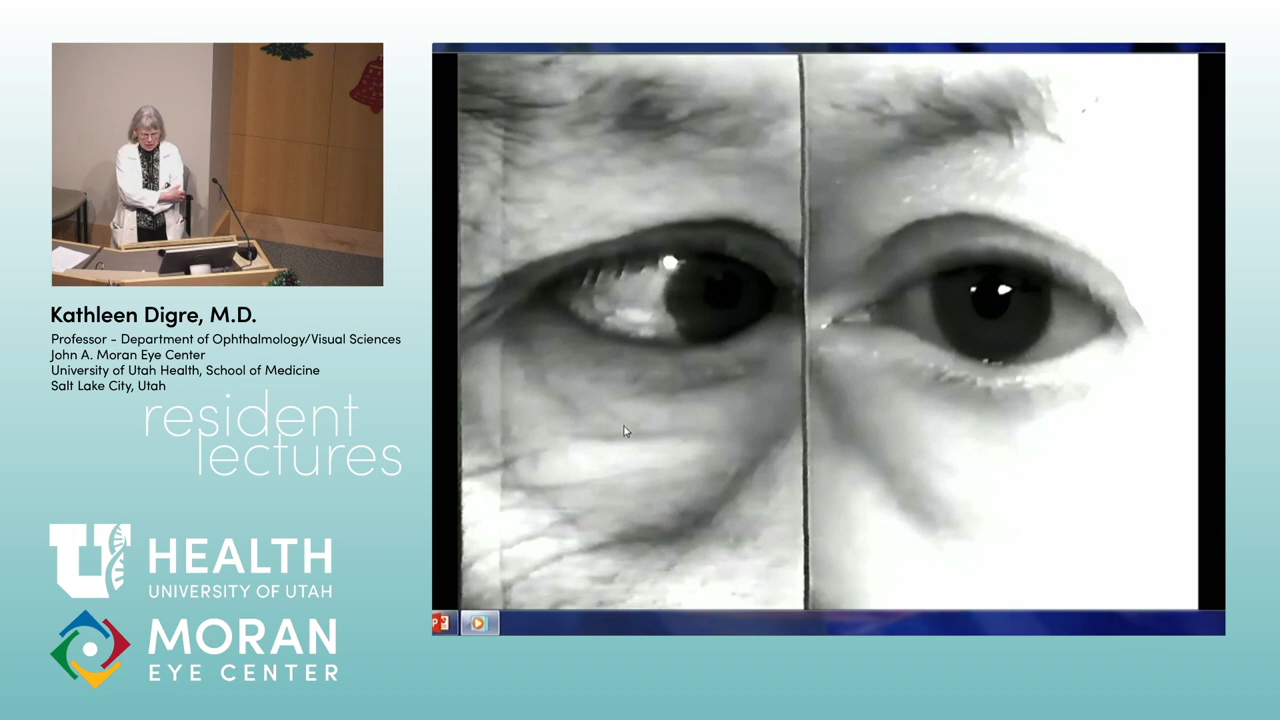 Kathleen Digre, M.D.
Professor - Department of Ophthalmology/Visual Sciences
John A. Moran Eye Center
University of Utah Health, School of Medicine
Salt Lake City, Utah
resident
lectures
U HEALTH
UNIVERSITY OF UTAH
MORAN
EYE CENTER
P